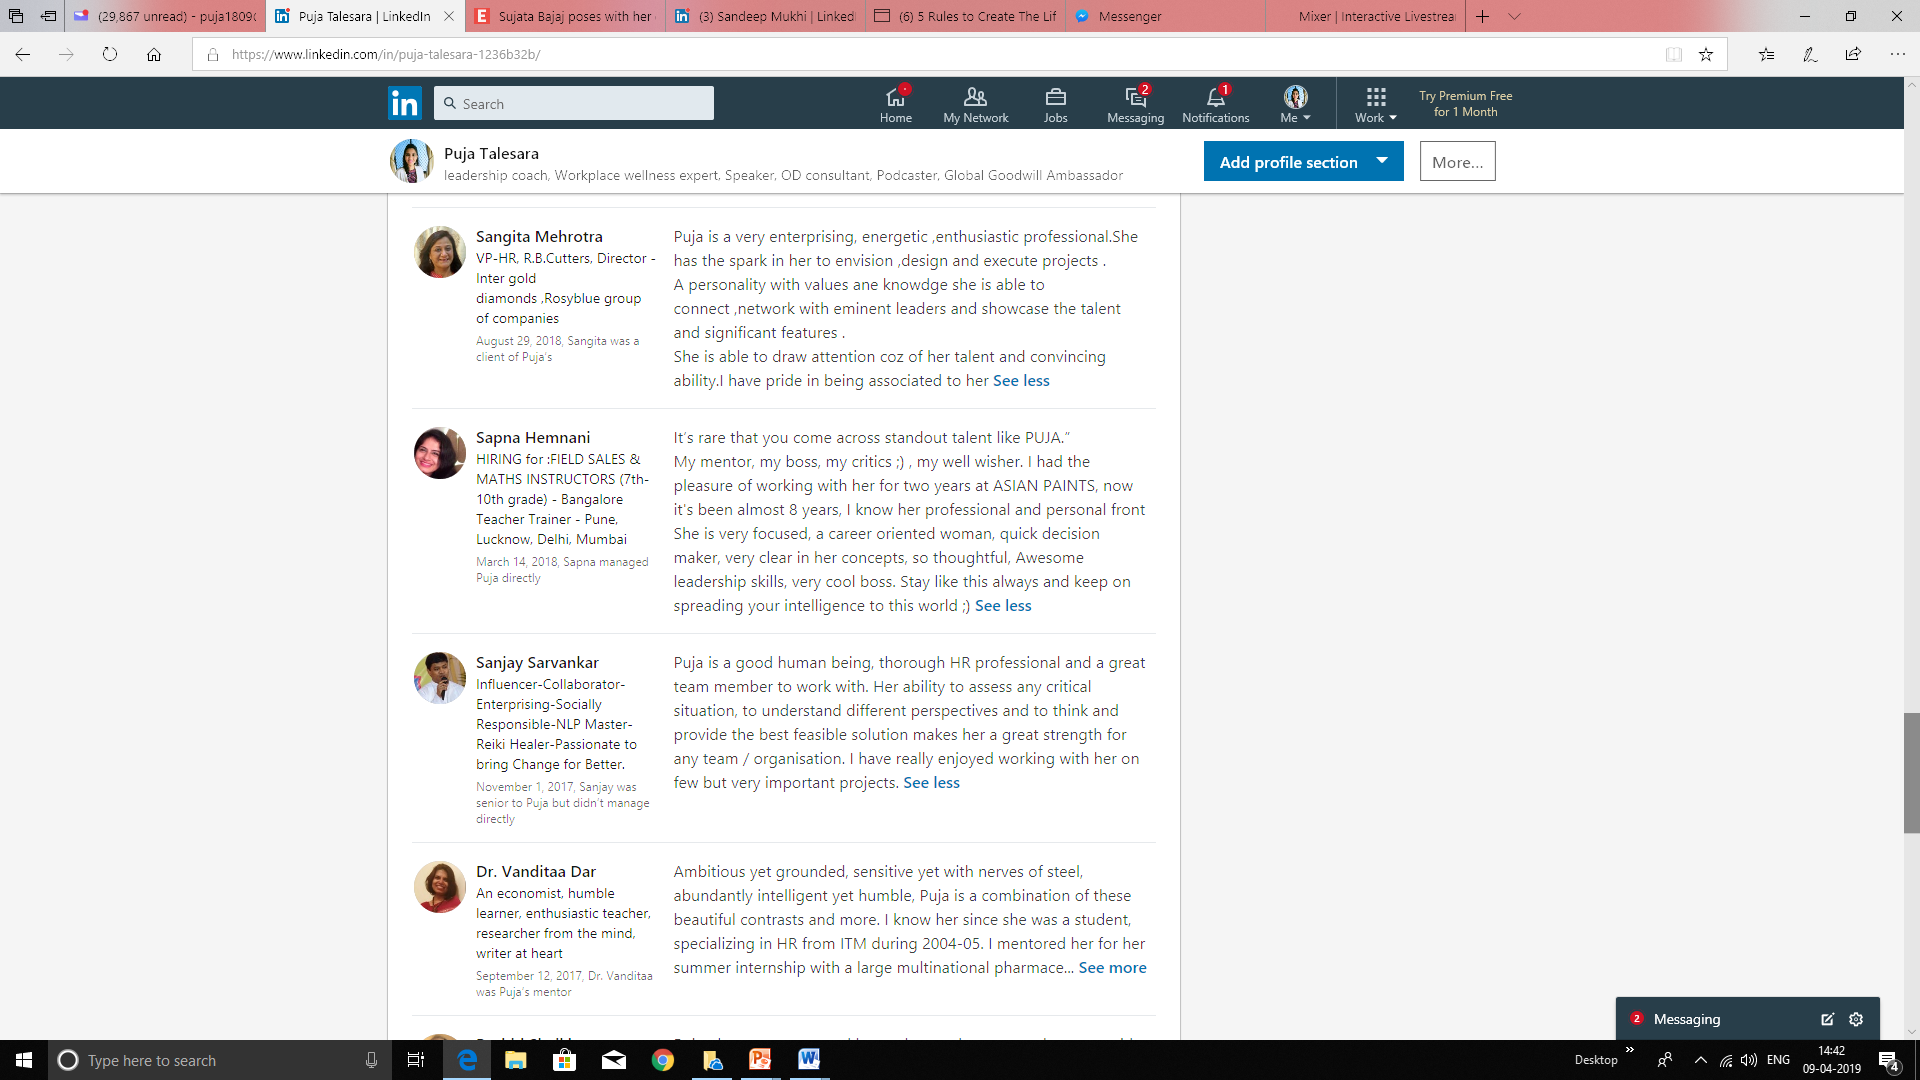 (29,867 unread) - puja1809(
Puja Talesara | LinkedIn
Sujata Bajaj poses with her
(3) Sandeep Mukhi | Linked
(6) 5 Rules to Create The Lif
Messenger
Mixer | Interactive Livestrea
https://www.linkedin.com/in/puja-talesara-1236b32b/
in
Search
Home
My Network
Jobs
2
Messaging
1
Notifications
Me
Work
Try Premium Free
for 1 Month
Puja Talesara
leadership coach, Workplace wellness expert, Speaker, OD consultant, Podcaster, Global Goodwill Ambassador
Add profile section
More...
Sangita Mehrotra
VP-HR, R.B.Cutters, Director -
Inter gold
diamonds ,Rosyblue group
of companies
August 29, 2018, Sangita was a
client of Puja's
Puja is a very enterprising, energetic ,enthusiastic professional.She
has the spark in her to envision ,design and execute projects .
A personality with values ane knowdge she is able to
connect ,network with eminent leaders and showcase the talent
and significant features .
She is able to draw attention coz of her talent and convincing
ability.I have pride in being associated to her See less
Sapna Hemnani
HIRING for :FIELD SALES &
MATHS INSTRUCTORS (7th-
10th grade) - Bangalore
Teacher Trainer - Pune,
Lucknow, Delhi, Mumbai
March 14, 2018, Sapna managed
Puja directly
It's rare that you come across standout talent like PUJA."
My mentor, my boss, my critics ;) , my well wisher. I had the
pleasure of working with her for two years at ASIAN PAINTS, now
it's been almost 8 years, I know her professional and personal front
She is very focused, a career oriented woman, quick decision
maker, very clear in her concepts, so thoughtful, Awesome
leadership skills, very cool boss. Stay like this always and keep on
spreading your intelligence to this world ;) See less
Sanjay Sarvankar
Influencer-Collaborator-
Enterprising-Socially
Responsible-NLP Master-
Reiki Healer-Passionate to
bring Change for Better.
November 1, 2017, Sanjay was
senior to Puja but didn't manage
directly
Puja is a good human being, thorough HR professional and a great
team member to work with. Her ability to assess any critical
situation, to understand different perspectives and to think and
provide the best feasible solution makes her a great strength for
any team / organisation. I have really enjoyed working with her on
few but very important projects. See less
Dr. Vanditaa Dar
An economist, humble
learner, enthusiastic teacher,
researcher from the mind,
writer at heart
September 12, 2017, Dr. Vanditaa
was Puja's mentor
Ambitious yet grounded, sensitive yet with nerves of steel,
abundantly intelligent yet humble, Puja is a combination of these
beautiful contrasts and more. I know her since she was a student,
specializing in HR from ITM during 2004-05. I mentored her for her
summer internship with a large multinational pharmace... See more
2
Messaging
Type here to search
Desktop
ENG
14:42
09-04-2019
4